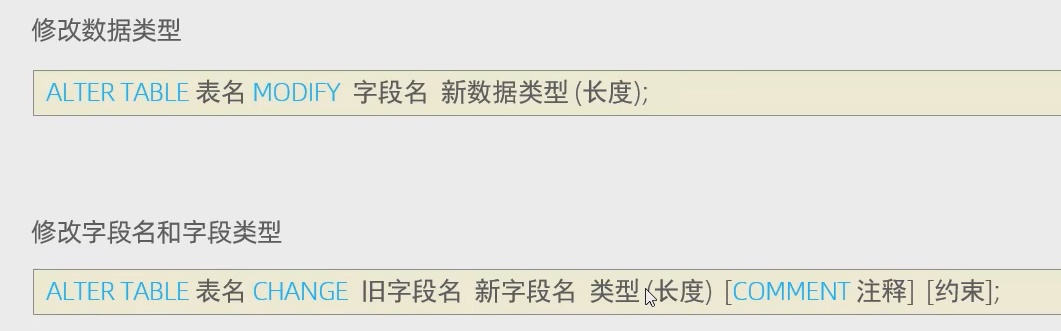 修改数据类型
ALTER TABLE 表名 MODIFY 字段名 新数据类型 (长度);
修改字段名和字段类型
ALTER TABLE 表名 CHANGE 旧字段名 新字段名 类型 (长度) [COMMENT 注释] [约束];